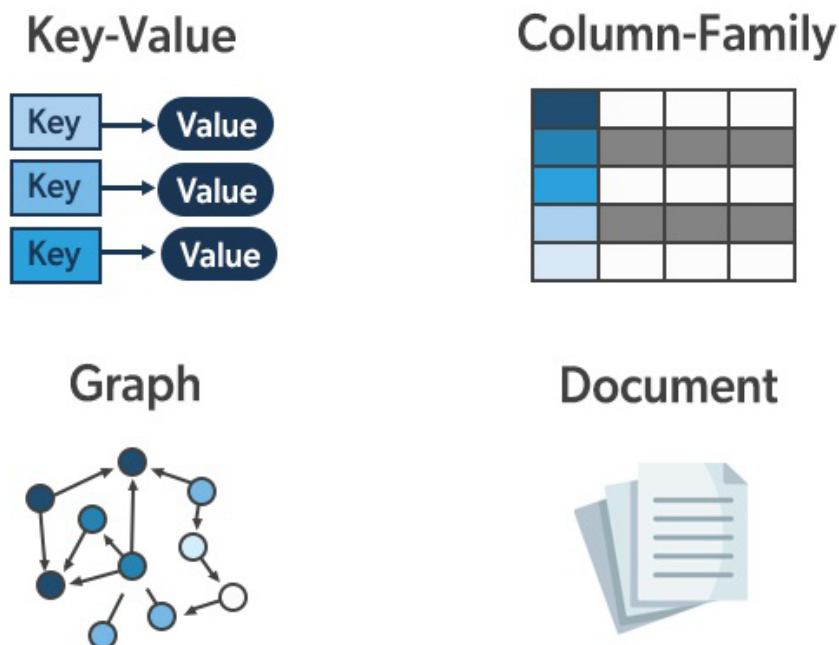 Key-Value
Column-Family
Key Value
Key Value
Key Value
Graph
Document